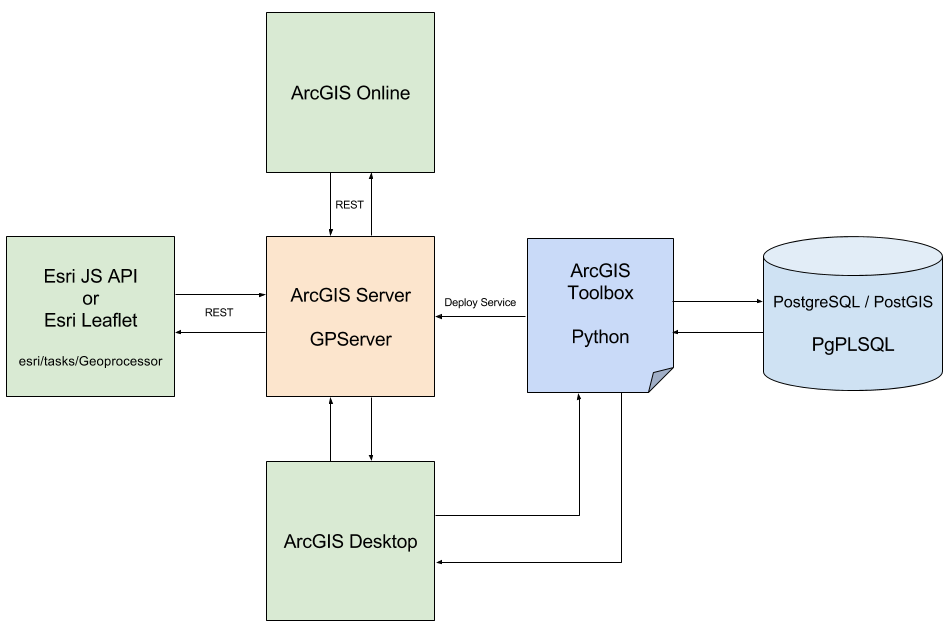 ArcGIS Online
REST
Esri JS API
or
Esri Leaflet
esri/tasks/Geoprocessor
REST
ArcGIS Server
GPServer
Deploy Service
ArcGIS
Toolbox
Python
PostgreSQL / PostGIS
PgPLSQL
ArcGIS Desktop